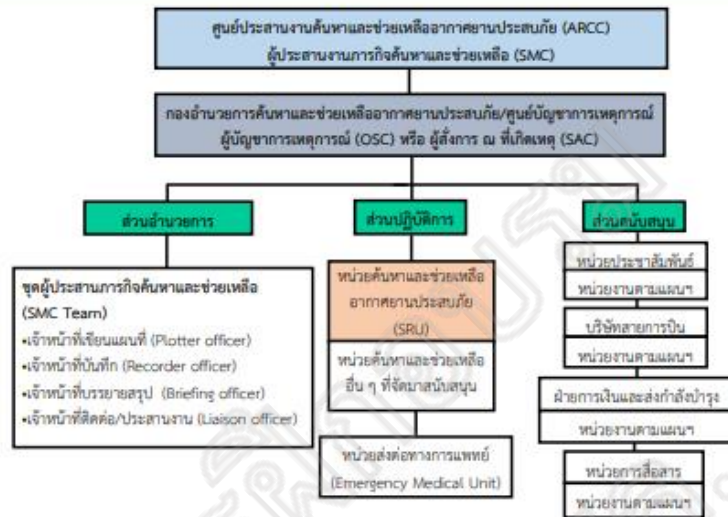 ศูนย์ประสานงานค้นหาและช่วยเหลืออากาศยานประสบภัย (ARCC)
ผู้ประสานงานภารกิจค้นหาและช่วยเหลือ (SMC)
กองอำนวยการค้นหาและช่วยเหลืออากาศยานประสบภัย/ศูนย์บัญชาการเหตุการณ์
ผู้บัญชาการเหตุการณ์ (OSC) หรือ ผู้สั่งการ ณ ที่เกิดเหตุ (SAC)
ส่วนอำนวยการ
ชุดผู้ประสานภารกิจค้นหาและช่วยเหลือ
(SMC Team)
•เจ้าหน้าที่เขียนแผนที่ (Plotter officer)
•เจ้าหน้าที่บันทึก (Recorder officer)
•เจ้าหน้าที่บรรยายสรุป (Briefing officer)
•เจ้าหน้าที่ติดต่อ/ประสานงาน (Liaison officer)
ส่วนปฏิบัติการ
หน่วยค้นหาและช่วยเหลือ
อากาศยานประสบภัย
(SRU)
หน่วยค้นหาและช่วยเหลือ
อื่น ๆ ที่จัดมาสนับสนุน
หน่วยส่งต่อทางการแพทย์
(Emergency Medical Unit)
ส่วนสนับสนุน
หน่วยประชาสัมพันธ์
หน่วยงานตามแผนฯ
บริษัทสายการบิน
หน่วยงานตามแผนฯ
ฝ่ายการเงินและส่งกำลังบำรุง
หน่วยงานตามแผนฯ
หน่วยการสื่อสาร
หน่วยงานตามแผนฯ